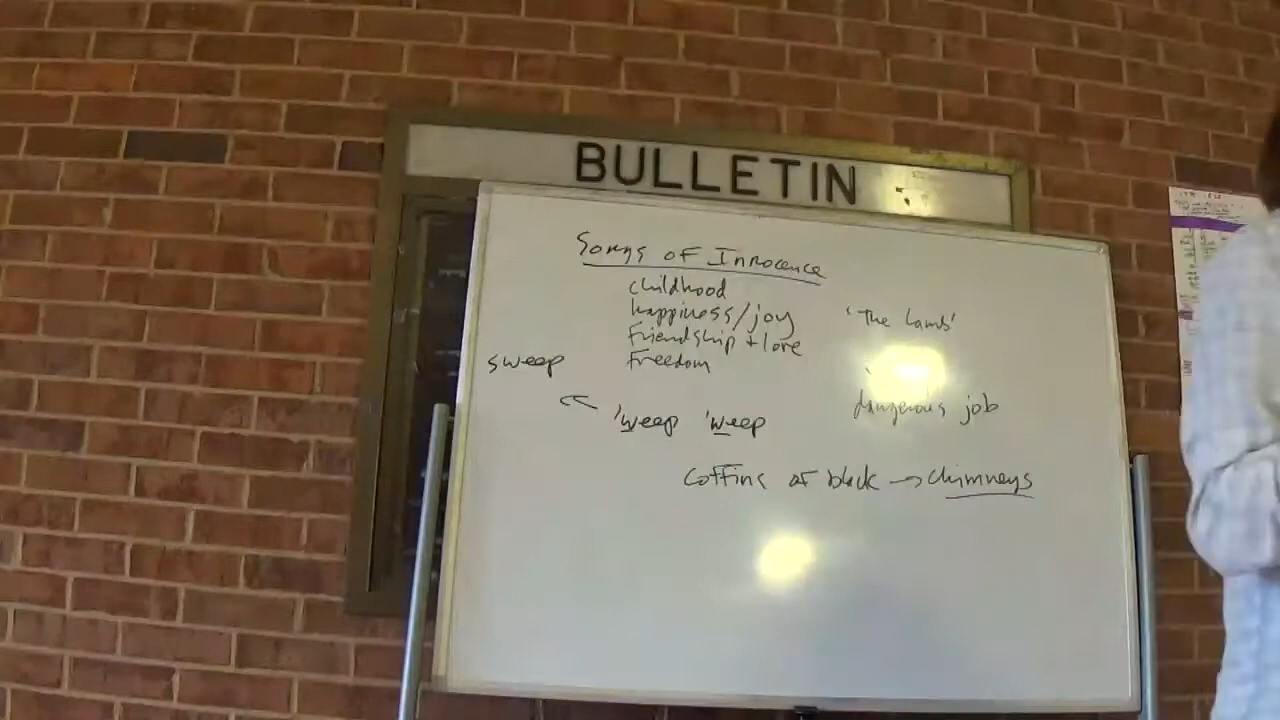 BULLETIN
Songs of Innocence
childhood
happiness/joy
'The Lamb'
Friendship + love
Freedom
sweep
dangerous job
'weep 'weep
coffins of black → chimneys